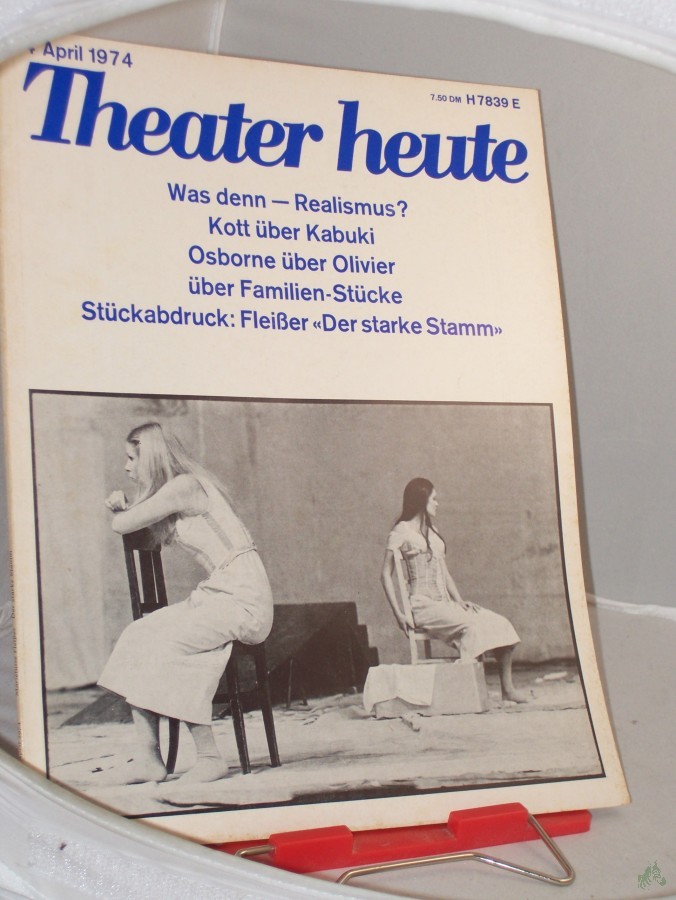 April 1974
7.50 DM H 7839 E
Theater heute
Was denn — Realismus?
Kott über Kabuki
Osborne über Olivier
über Familien-Stücke
Stückabdruck: Fleißer «Der starke Stamm»